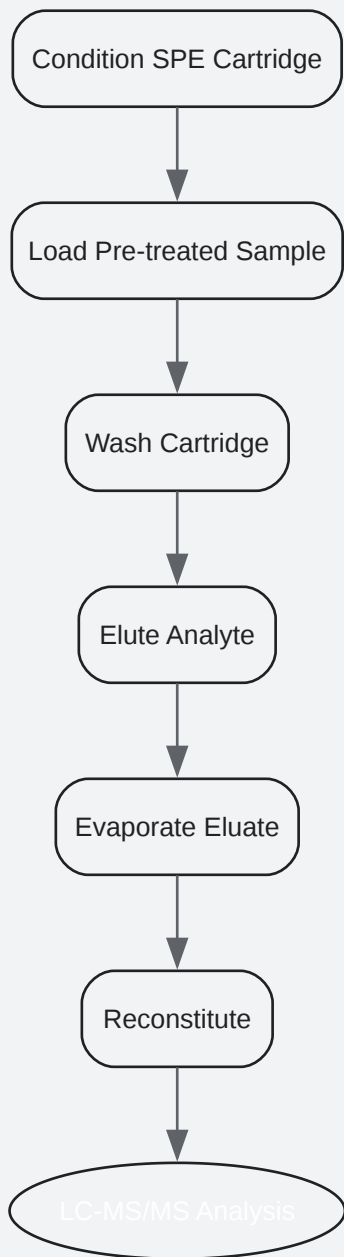 Condition SPE Cartridge
Load Pre-treated Sample
Wash Cartridge
Elute Analyte
Evaporate Eluate
Reconstitute
LC-MS/MS Analysis